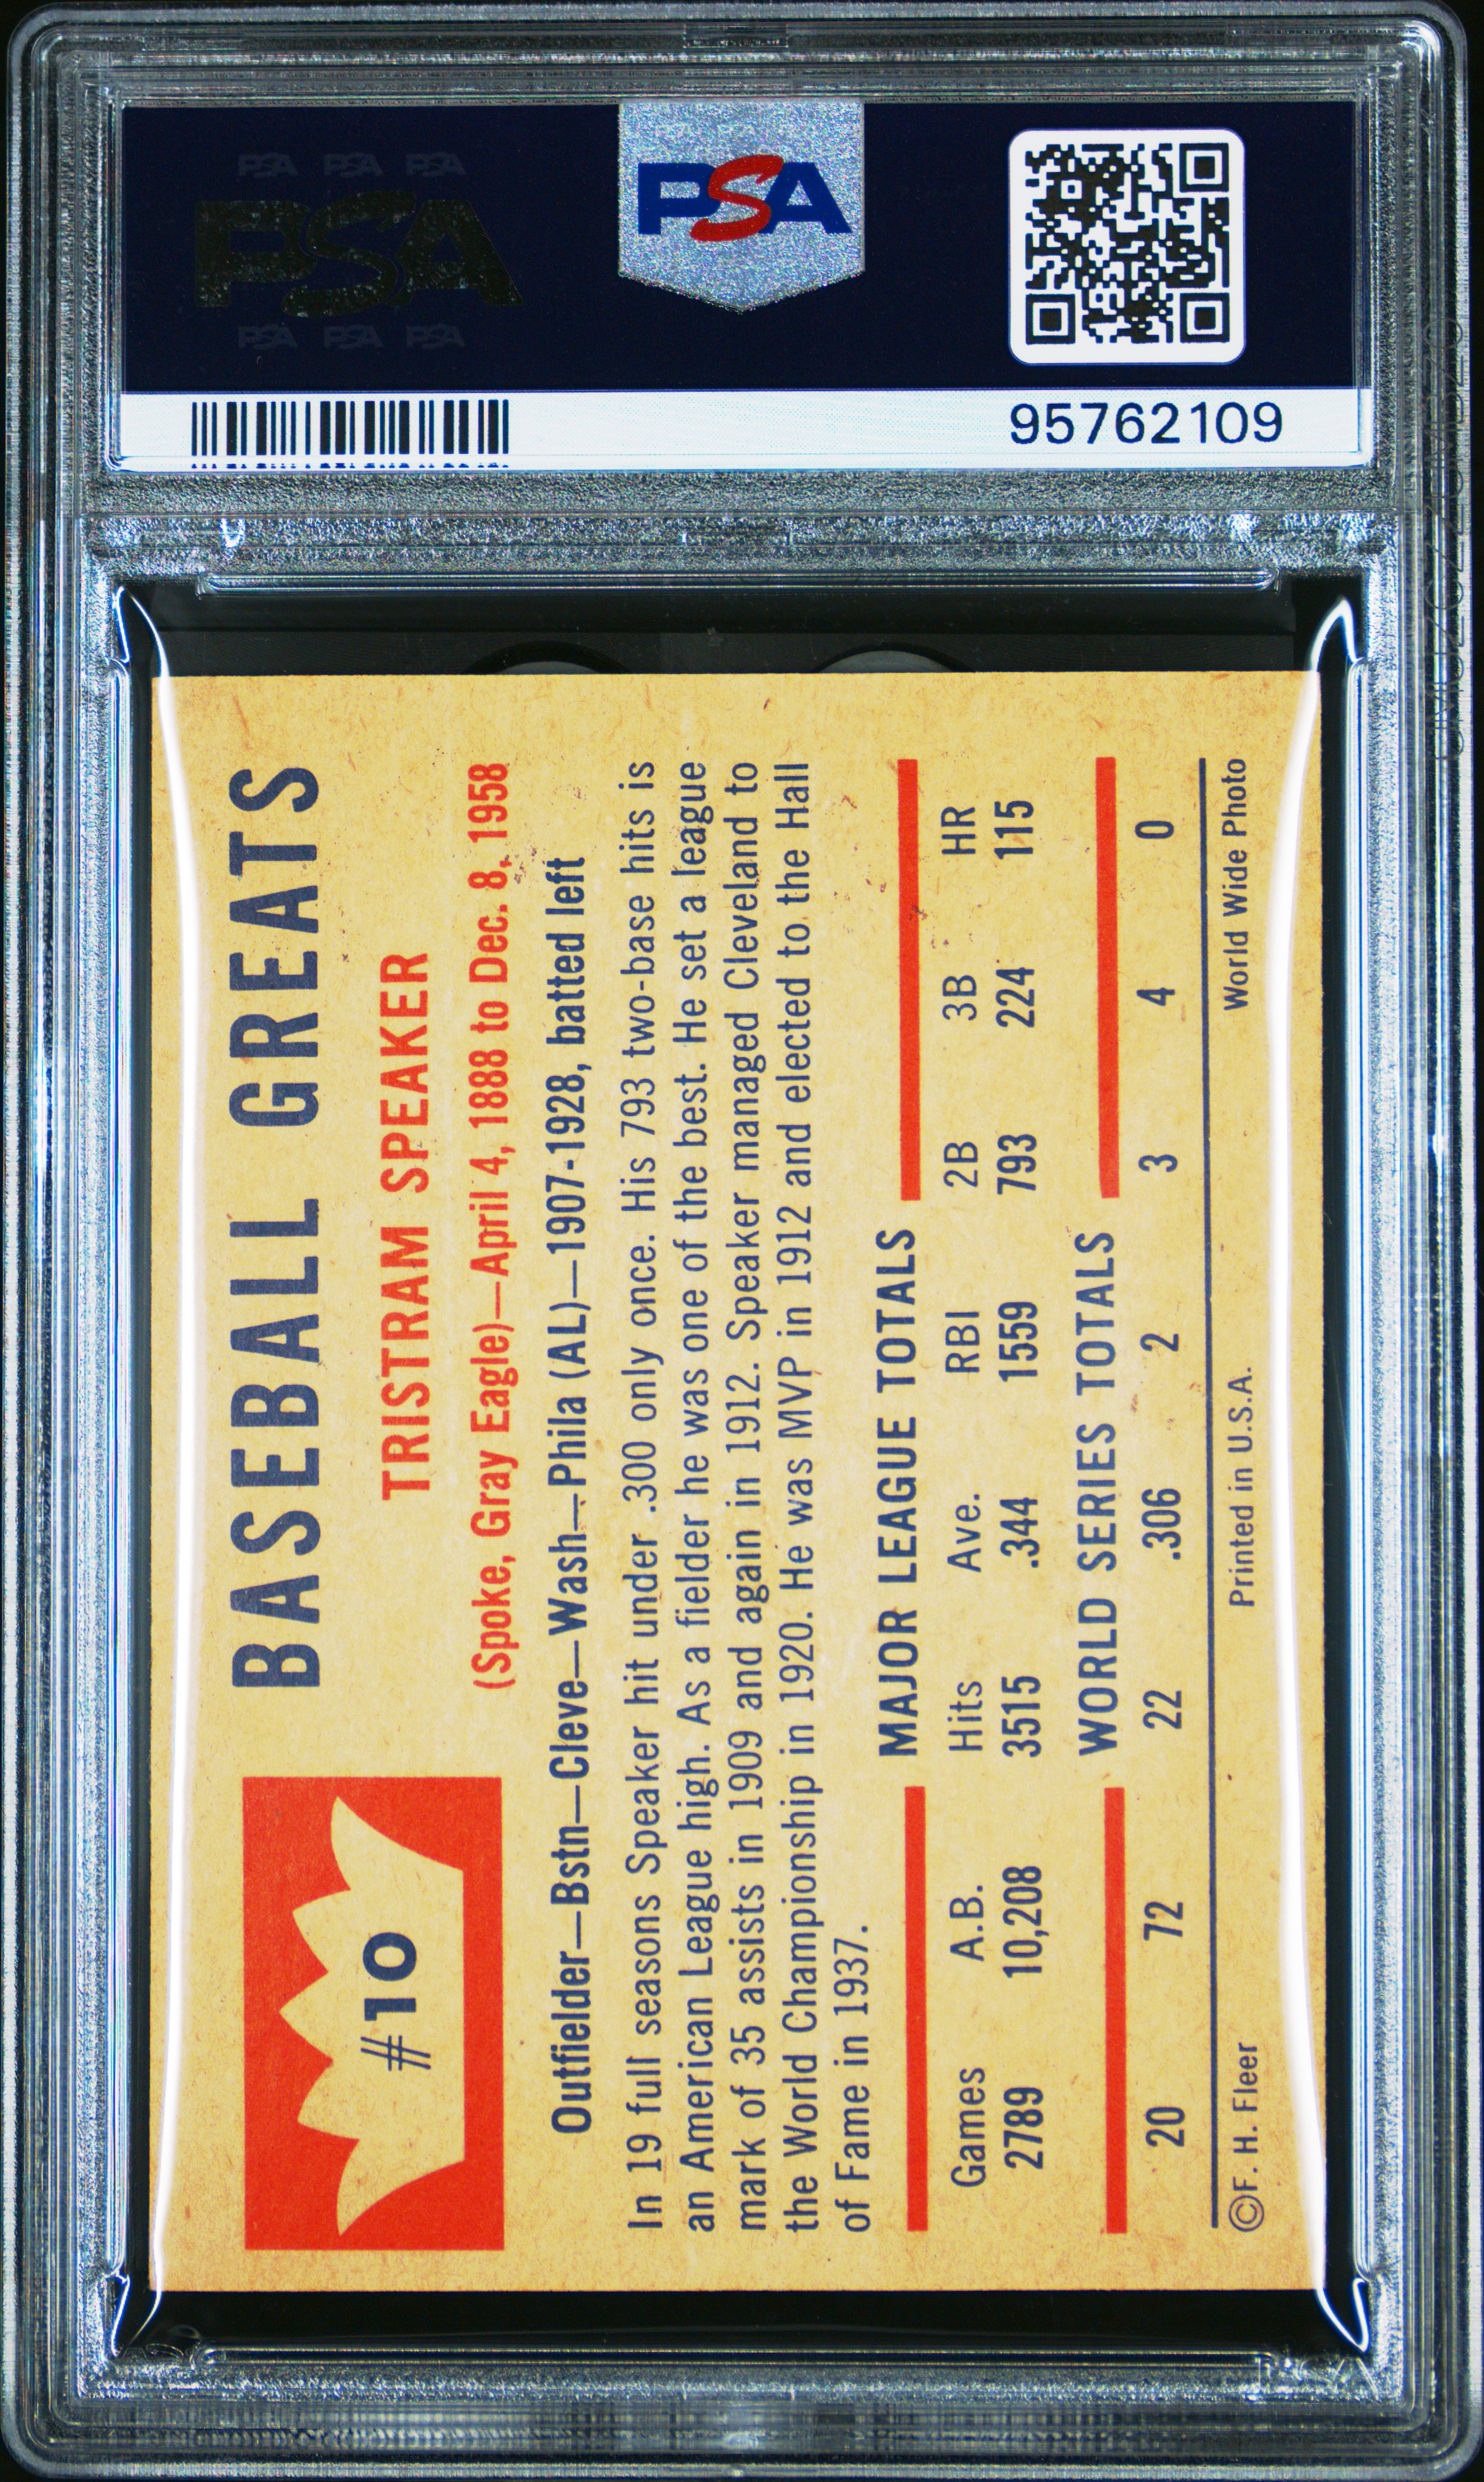 PSA PSA PSA
PSA
PSA PSA PSA
PSA
95762109
#10
BASEBALL GREATS
TRISTRAM SPEAKER
(Spoke, Gray Eagle)—April 4, 1888 to Dec. 8, 1958
Outfielder—Bstn—Cleve—Wash—Phila (AL)—1907-1928, batted left
In 19 full seasons Speaker hit under .300 only once. His 793 two-base hits is
an American League high. As a fielder he was one of the best. He set a league
mark of 35 assists in 1909 and again in 1912. Speaker managed Cleveland to
the World Championship in 1920. He was MVP in 1912 and elected to the Hall
of Fame in 1937.
MAJOR LEAGUE TOTALS
Games A.B. Hits Ave. RBI 2B 3B HR
2789 10,208 3515 .344 1559 793 224 115
WORLD SERIES TOTALS
20 72 22 .306 2 3 4 0
©F. H. Fleer Printed in U.S.A. World Wide Photo